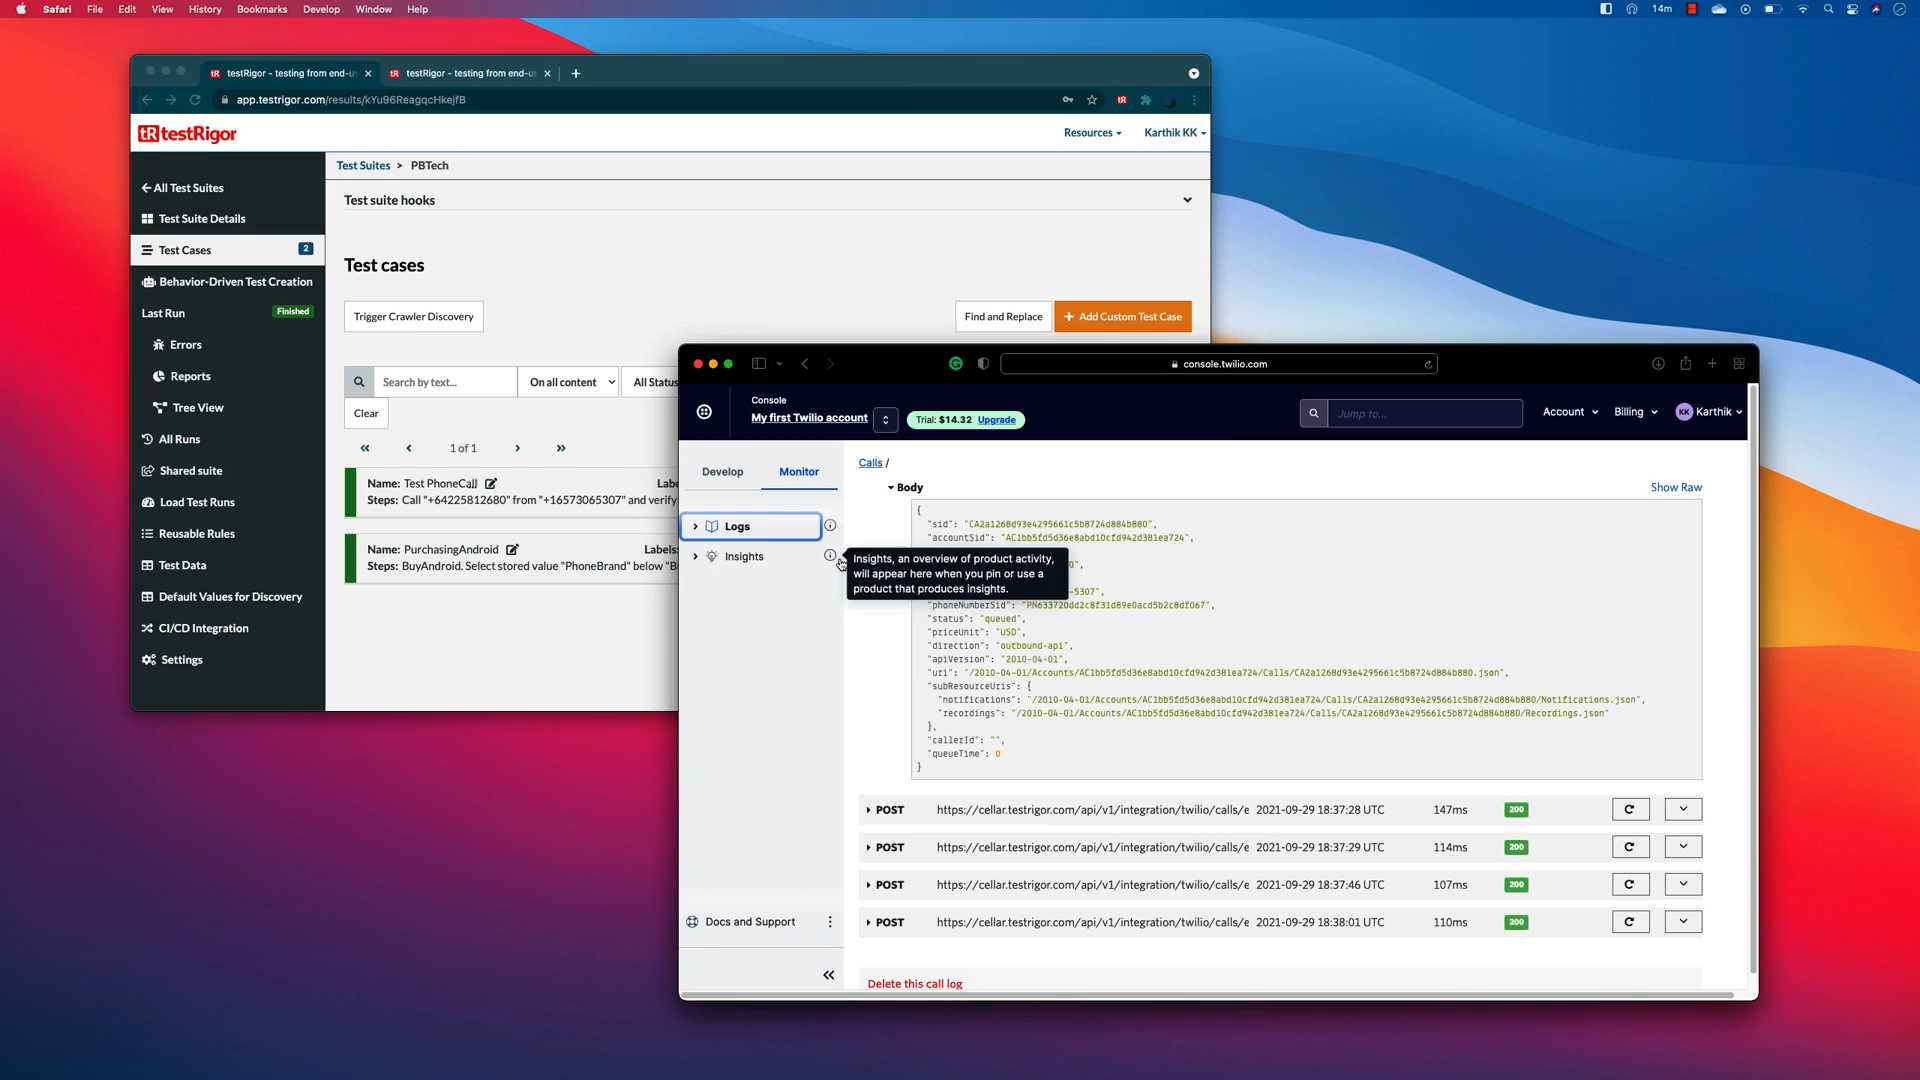 Safari File Edit View History Bookmarks Develop Window Help
14m
testRigor - testing from end-us
testRigor - testing from end-us
app.testrigor.com/results/kYu96ReagqcHkejfB
tR testRigor
Resources
Karthik KK
All Test Suites
Test Suite Details
Test Cases 2
Behavior-Driven Test Creation
Last Run Finished
Errors
Reports
Tree View
All Runs
Shared suite
Load Test Runs
Reusable Rules
Test Data
Default Values for Discovery
CI/CD Integration
Settings
Test Suites > PBTech
Test suite hooks
Test cases
Trigger Crawler Discovery
Find and Replace
+ Add Custom Test Case
Search by text...
On all content
All Status
Clear
« ‹ 1 of 1 › »
Name: Test PhoneCall
Steps: Call "+64225812680" from "+16573065307" and verify
Name: PurchasingAndroid
Labels:
Steps: BuyAndroid. Select stored value "PhoneBrand" below "B
console.twilio.com
Console
My first Twilio account
Trial: $14.32 Upgrade
Jump to...
Account
Billing
KK Karthik
Develop
Monitor
Logs
Insights
Insights, an overview of product activity,
will appear here when you pin or use a
product that produces insights.
Docs and Support
Calls /
Body
Show Raw
{
"sid": "CA2a1268d93e4295661c5b8724d884b880",
"accountSid": "AC1bb5fd5d36e8abd10cfd942d381ea724",
0",
-5307",
"phoneNumberSid": "PN633720dd2c8f31d89e0acd5b2c8df067",
"status": "queued",
"priceUnit": "USD",
"direction": "outbound-api",
"apiVersion": "2010-04-01",
"uri": "/2010-04-01/Accounts/AC1bb5fd5d36e8abd10cfd942d381ea724/Calls/CA2a1268d93e4295661c5b8724d884b880.json",
"subResourceUris": {
"notifications": "/2010-04-01/Accounts/AC1bb5fd5d36e8abd10cfd942d381ea724/Calls/CA2a1268d93e4295661c5b8724d884b880/Notifications.json",
"recordings": "/2010-04-01/Accounts/AC1bb5fd5d36e8abd10cfd942d381ea724/Calls/CA2a1268d93e4295661c5b8724d884b880/Recordings.json"
},
"callerId": "",
"queueTime": 0
}
POST https://cellar.testrigor.com/api/v1/integration/twilio/calls/e 2021-09-29 18:37:28 UTC 147ms 200
POST https://cellar.testrigor.com/api/v1/integration/twilio/calls/e 2021-09-29 18:37:29 UTC 114ms 200
POST https://cellar.testrigor.com/api/v1/integration/twilio/calls/e 2021-09-29 18:37:46 UTC 107ms 200
POST https://cellar.testrigor.com/api/v1/integration/twilio/calls/e 2021-09-29 18:38:01 UTC 110ms 200
Delete this call log